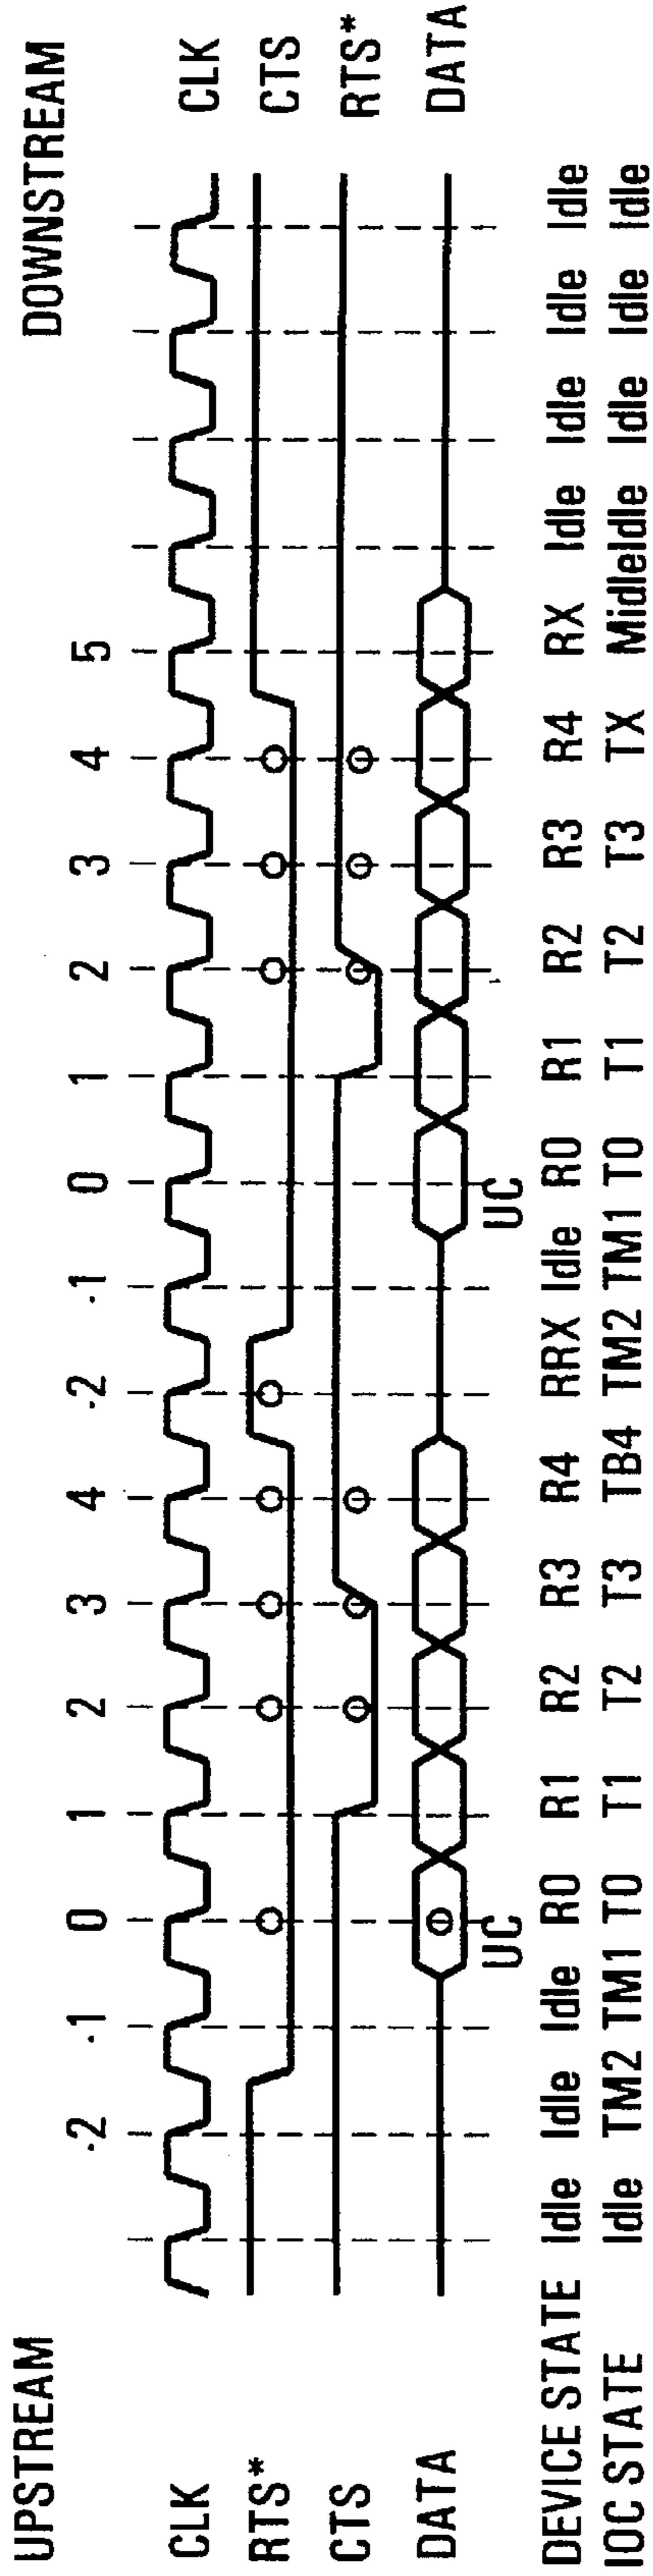 UPSTREAM DOWNSTREAM
-2 -1 0 1 2 3 4 -2 -1 0 1 2 3 4 5
CLK CLK
RTS* CTS
CTS RTS*
DATA DATA
UC UC
DEVICE STATE Idle Idle Idle R0 R1 R2 R3 R4 RRX Idle R0 R1 R2 R3 R4 RX Idle Idle Idle Idle
IOC STATE Idle TM2 TM1 T0 T1 T2 T3 TB4 TM2 TM1 T0 T1 T2 T3 TX MidleIdle Idle Idle Idle